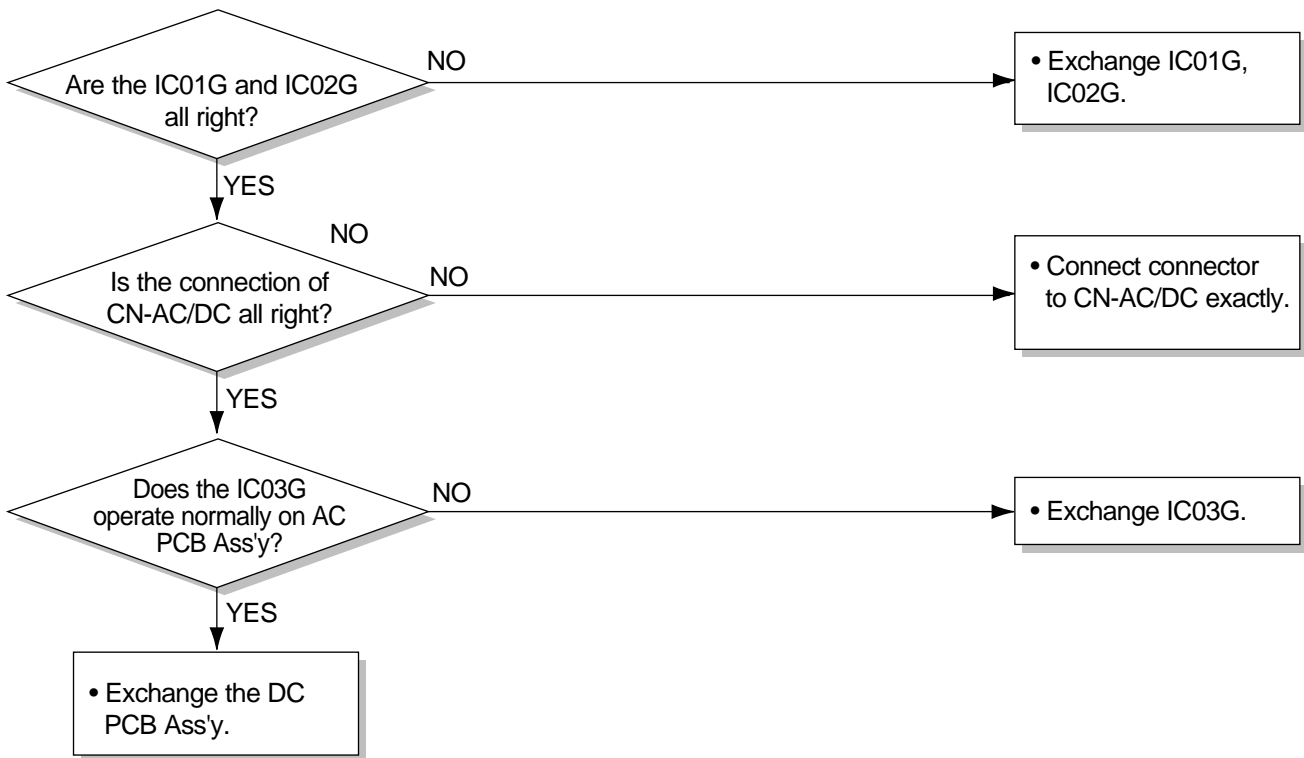 Are the IC01G and IC02G
all right?
NO
• Exchange IC01G,
IC02G.
YES
NO
Is the connection of
CN-AC/DC all right?
NO
• Connect connector
to CN-AC/DC exactly.
YES
Does the IC03G
operate normally on AC
PCB Ass'y?
NO
• Exchange IC03G.
YES
• Exchange the DC
PCB Ass'y.